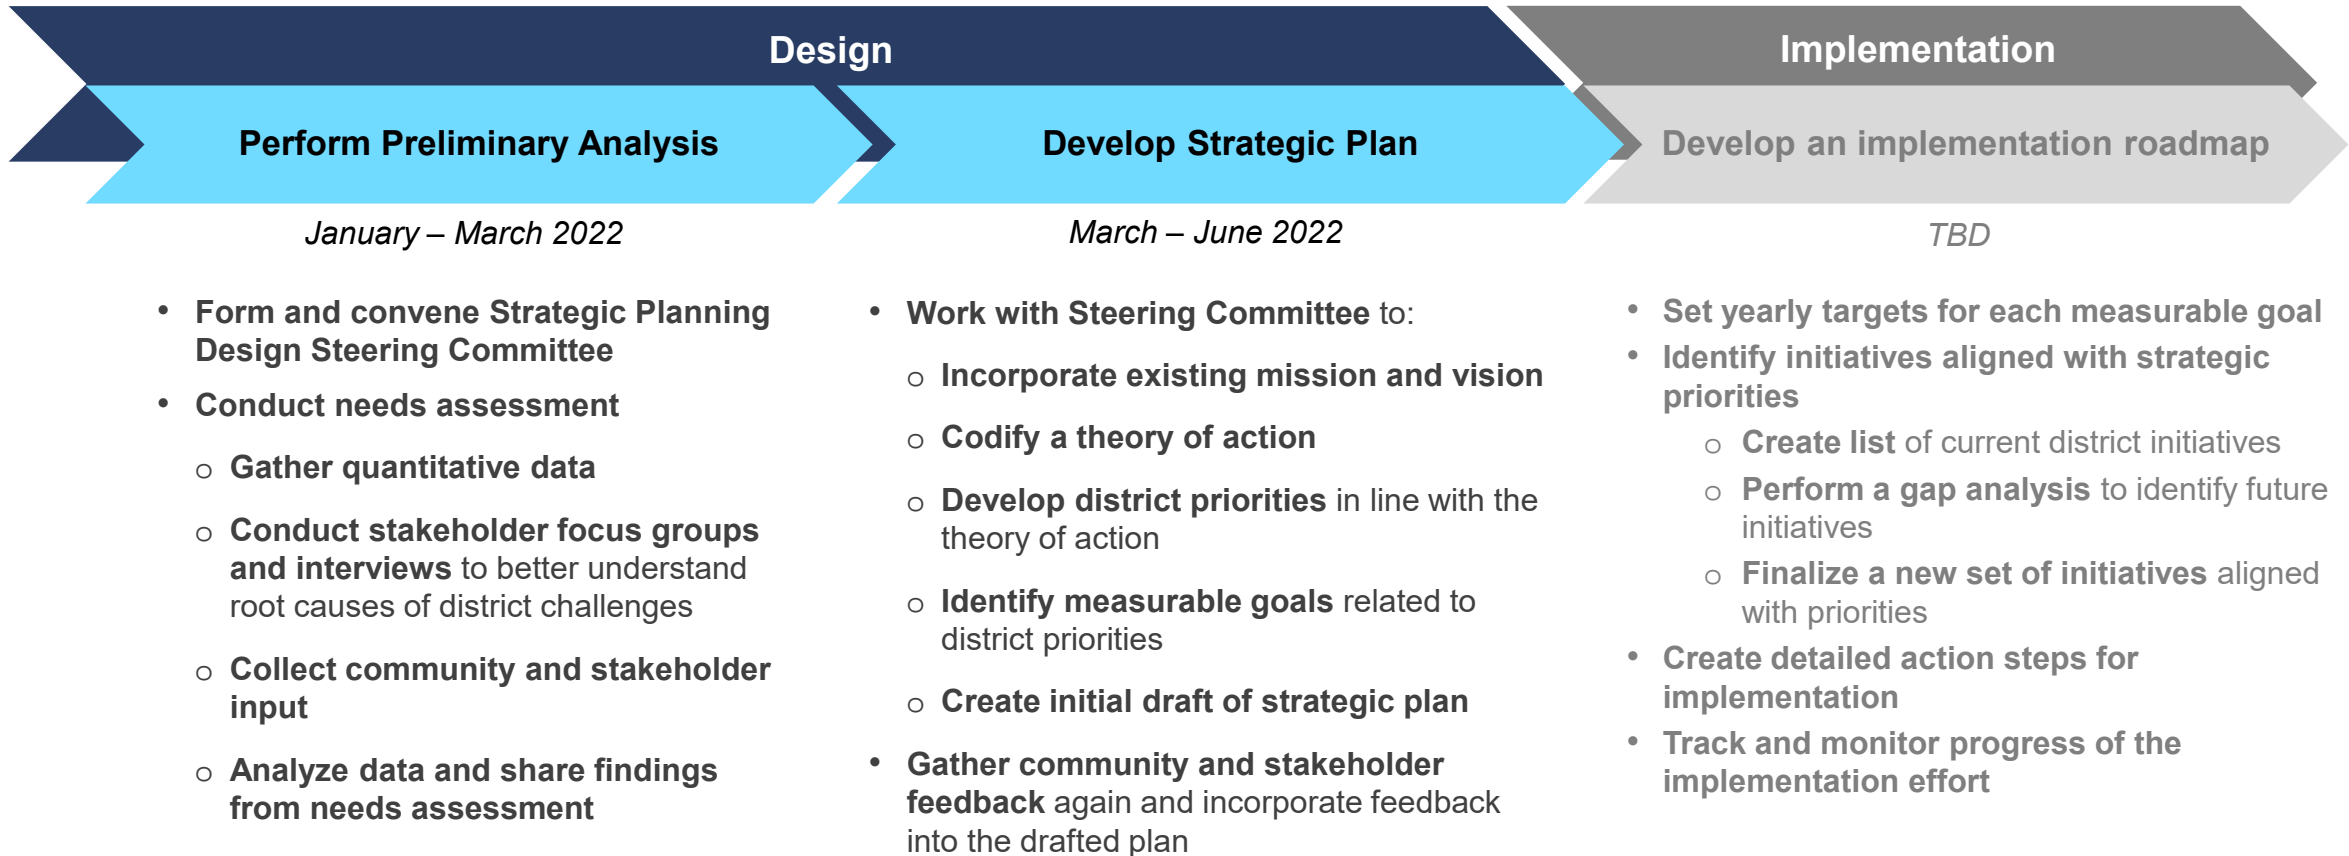 Design
Implementation
Perform Preliminary Analysis
Develop Strategic Plan
Develop an implementation roadmap
January – March 2022
March – June 2022
TBD
• Form and convene Strategic Planning
Design Steering Committee
• Conduct needs assessment
o Gather quantitative data
o Conduct stakeholder focus groups
and interviews to better understand
root causes of district challenges
o Collect community and stakeholder
input
o Analyze data and share findings
from needs assessment
• Work with Steering Committee to:
o Incorporate existing mission and vision
o Codify a theory of action
o Develop district priorities in line with the
theory of action
o Identify measurable goals related to
district priorities
o Create initial draft of strategic plan
• Gather community and stakeholder
feedback again and incorporate feedback
into the drafted plan
• Set yearly targets for each measurable goal
• Identify initiatives aligned with strategic
priorities
o Create list of current district initiatives
o Perform a gap analysis to identify future
initiatives
o Finalize a new set of initiatives aligned
with priorities
• Create detailed action steps for
implementation
• Track and monitor progress of the
implementation effort